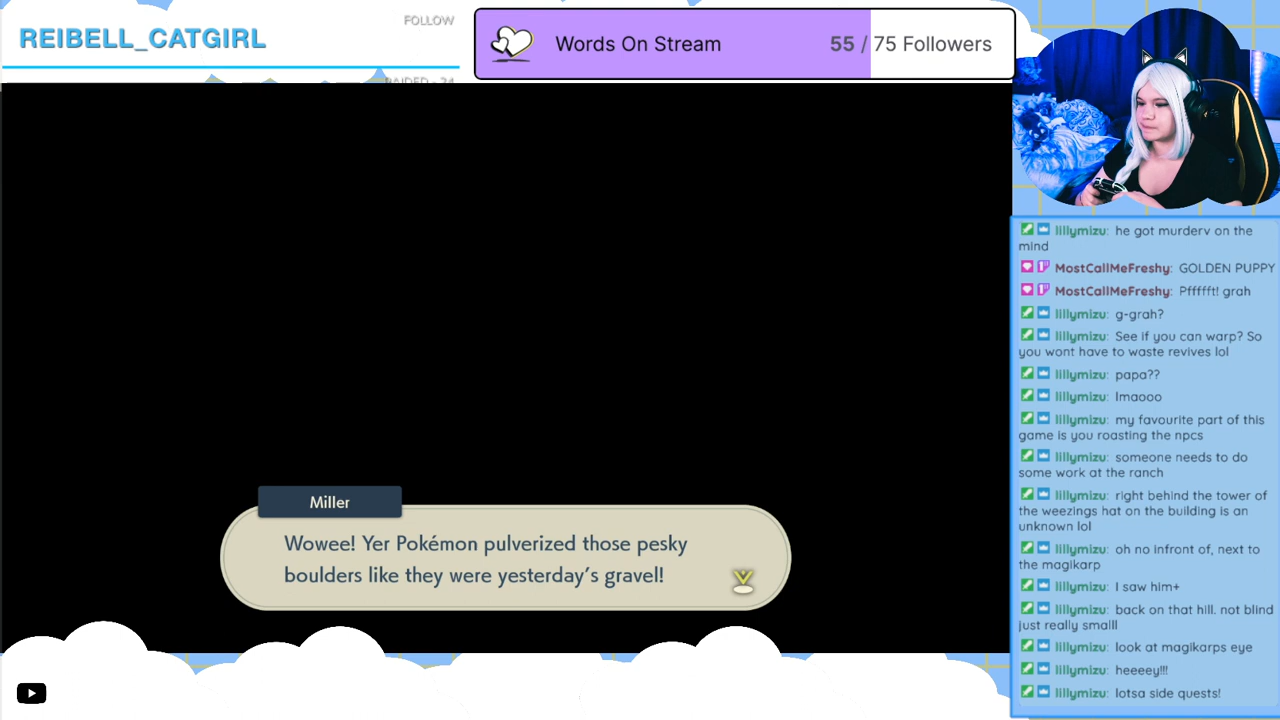 REIBELL_CATGIRL
FOLLOW
RAIDED - 24
Words On Stream
55 / 75 Followers
lillymizu: he got murderv on the
mind
MostCallMeFreshy: GOLDEN PUPPY
MostCallMeFreshy: Pffffft! grah
lillymizu: g-grah?
lillymizu: See if you can warp? So
you wont have to waste revives lol
lillymizu: papa??
lillymizu: lmaooo
lillymizu: my favourite part of this
game is you roasting the npcs
lillymizu: someone needs to do
some work at the ranch
lillymizu: right behind the tower of
the weezings hat on the building is an
unknown lol
lillymizu: oh no infront of, next to
the magikarp
lillymizu: I saw him+
lillymizu: back on that hill. not blind
just really smalll
lillymizu: look at magikarps eye
lillymizu: heeeey!!!
lillymizu: lotsa side quests!
Miller
Wowee! Yer Pokémon pulverized those pesky
boulders like they were yesterday's gravel!